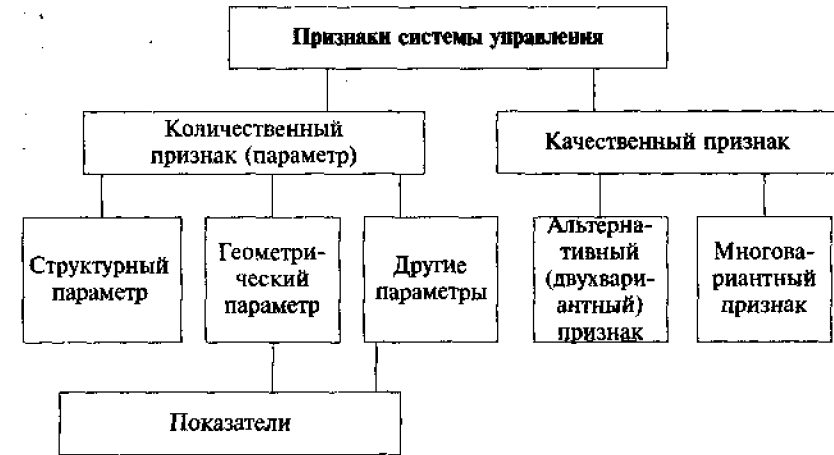 Признаки системы управления
Количественный
признак (параметр)
Качественный признак
Структурный
параметр
Геометри-
ческий
параметр
Другие
параметры
Альтерна-
тивный
(двухвари-
антный)
признак
Многова-
риантный
признак
Показатели